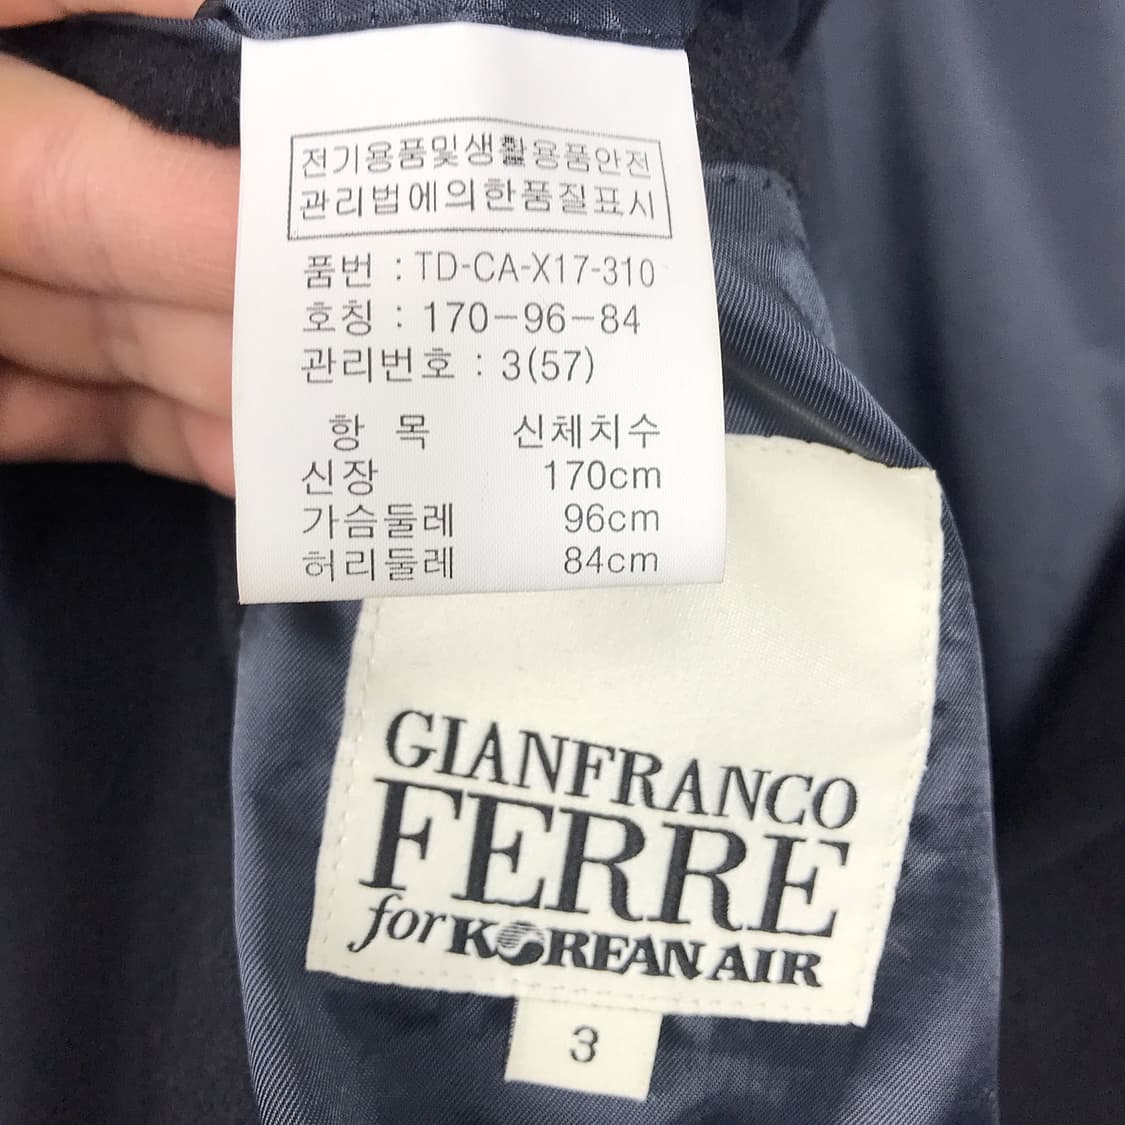 전기용품및생활용품안전
관리법에의한품질표시
품번 : TD-CA-X17-310
호칭 : 170-96-84
관리번호 : 3(57)
항 목 신체치수
신장 170cm
가슴둘레 96cm
허리둘레 84cm
GIANFRANCO
FERRE
for KOREAN AIR
3